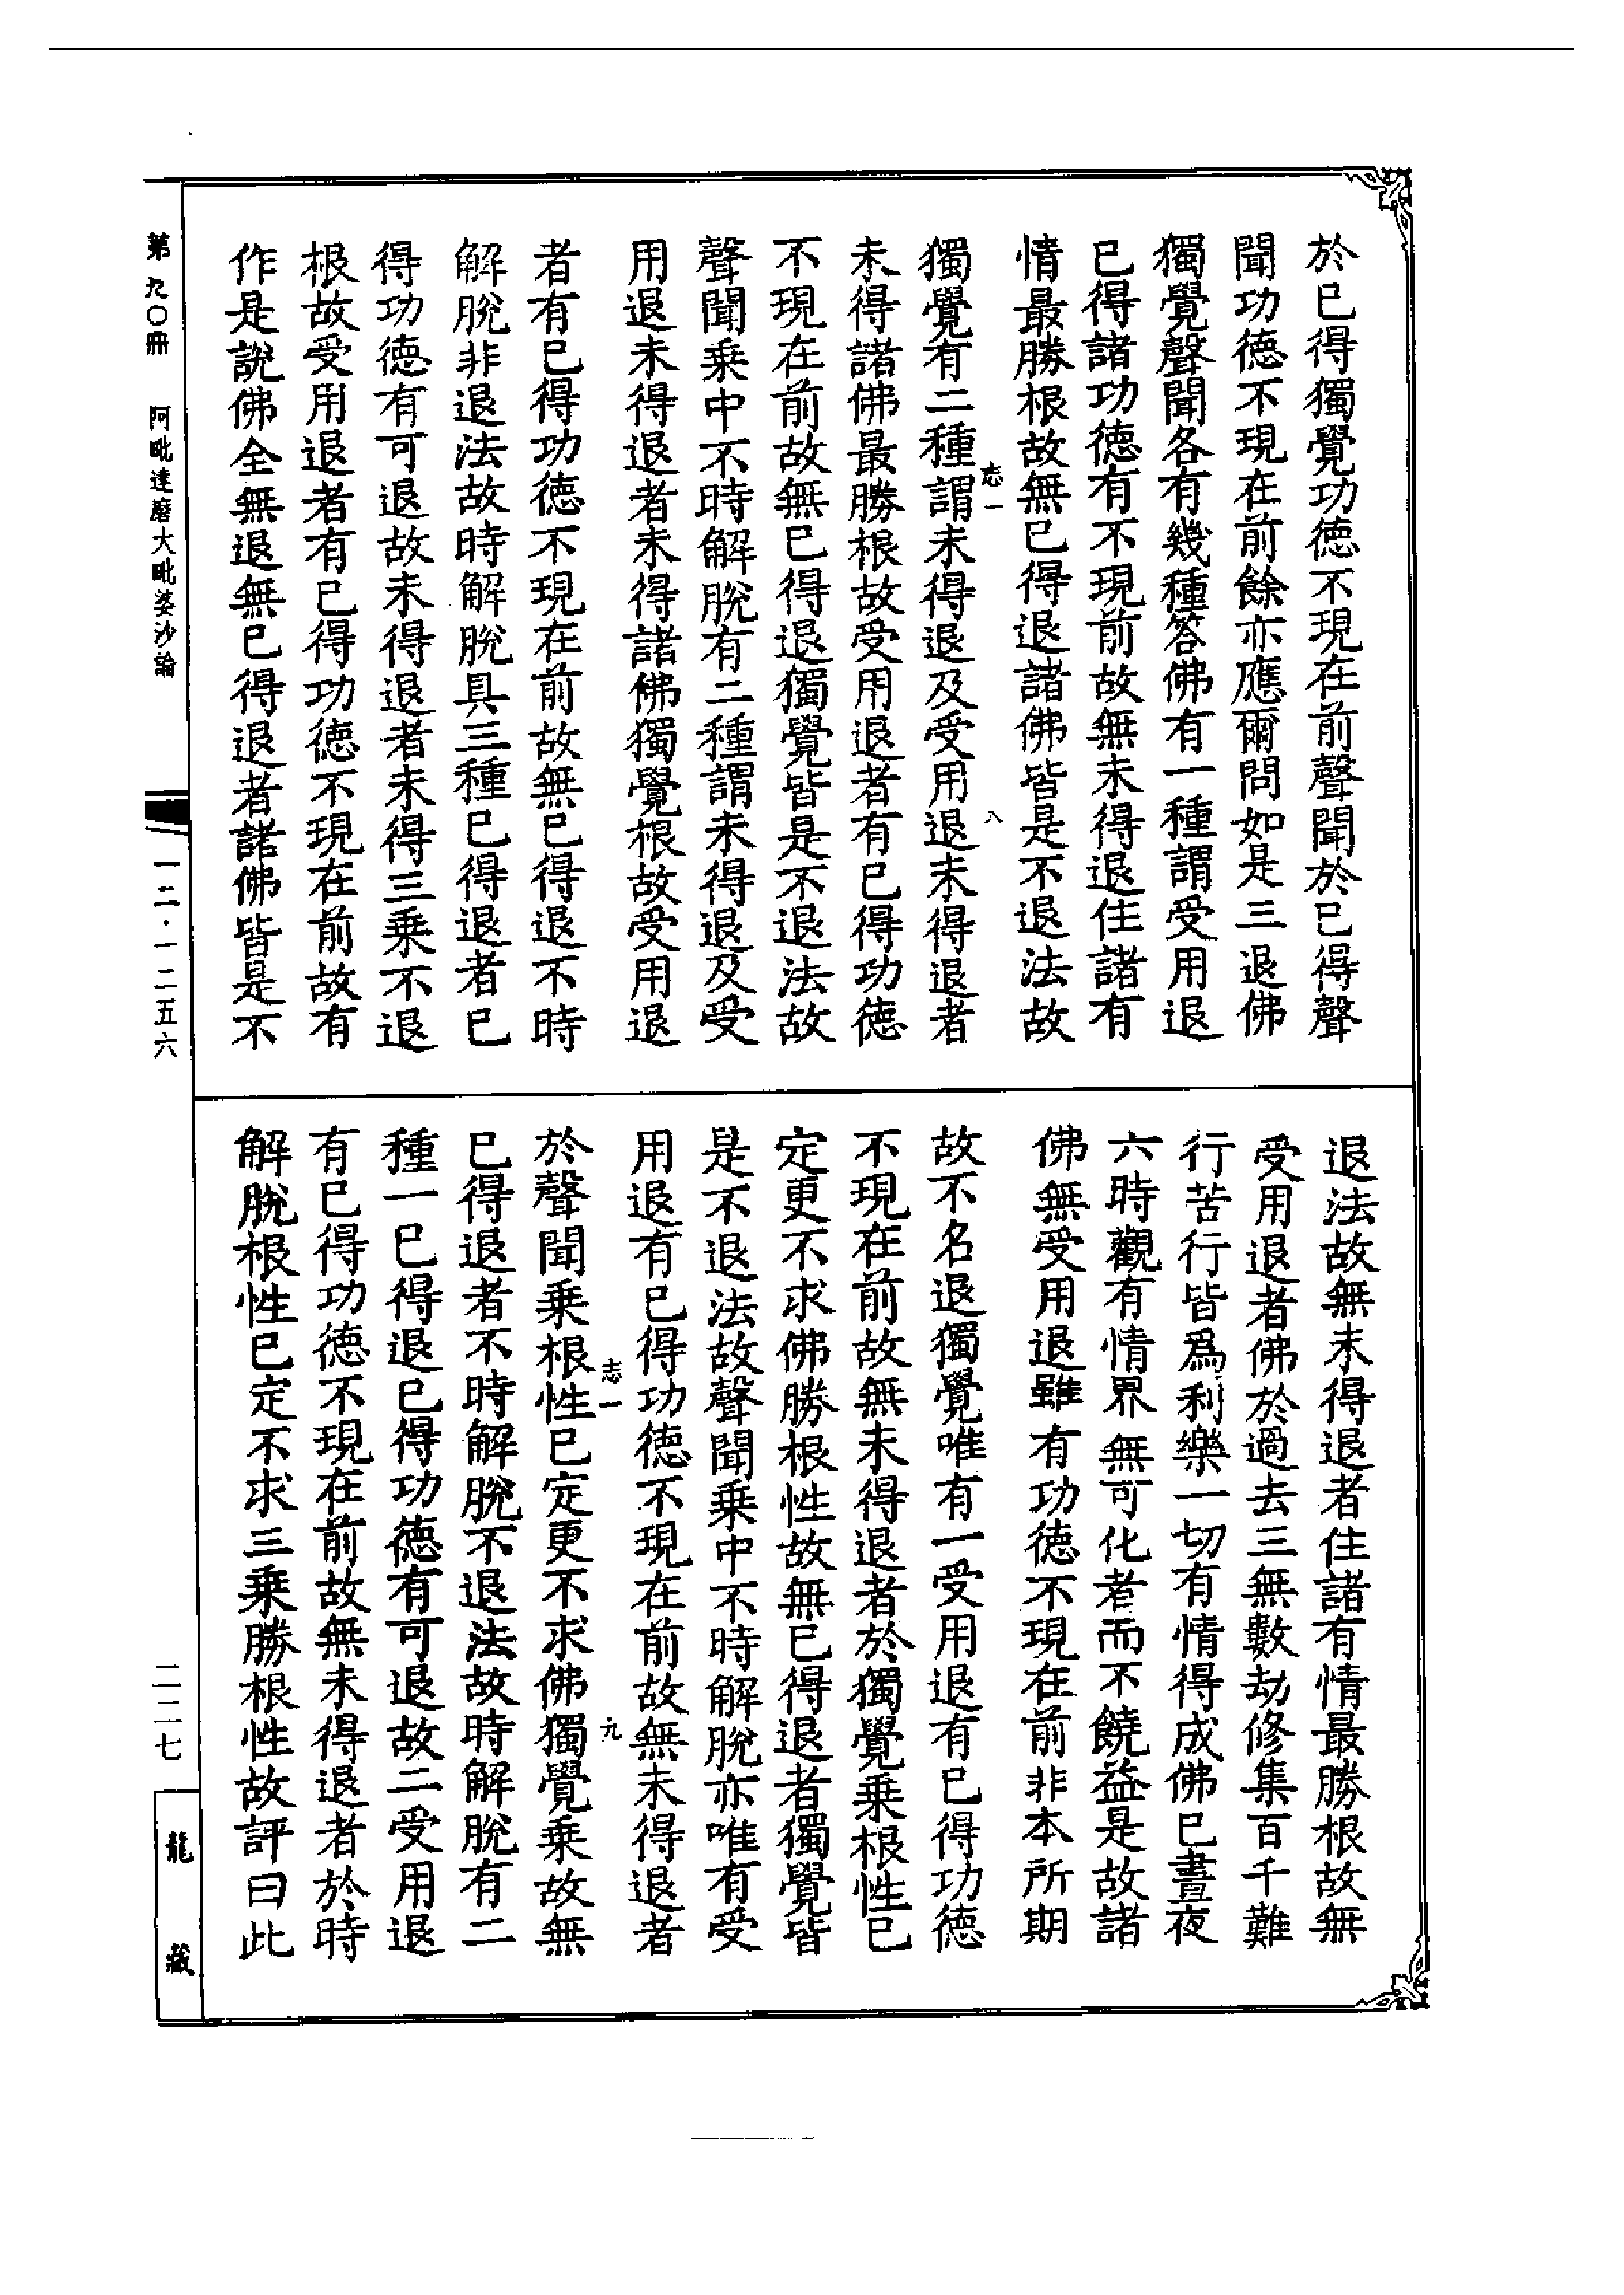 於已得獨覺功德不現在前聲聞於已得聲
聞功德不現在前餘亦應爾問如是三退佛
獨覺聲聞各有幾種答佛有一種謂受用退
已得諸功德有不現前故無未得退住諸有
情最勝根故無已得退諸佛皆是不退法故
志一
八
獨覺有二種謂未得退及受用退未得退者
未得諸佛最勝根故受用退者有已得功德
不現在前故無已得退獨覺皆是不退法故
聲聞乘中不時解脫有二種謂未得退及受
用退未得退者未得諸佛獨覺根故受用退
者有已得功德不現在前故無已得退不時
解脫非退法故時解脫具三種已得退者已
得功德有可退故未得退者未得三乘不退
根故受用退者有已得功德不現在前故有
作是說佛全無退無已得退者諸佛皆是不
退法故無未得退者住諸有情最勝根故無
受用退者佛於過去三無數劫修集百千難
行苦行皆爲利樂一切有情得成佛已晝夜
六時觀有情界無可化者而不饒益是故諸
佛無受用退雖有功德不現在前非本所期
故不名退獨覺唯有一受用退有已得功德
不現在前故無未得退者於獨覺乘根性已
定更不求佛勝根性故無已得退者獨覺皆
是不退法故聲聞乘中不時解脫亦唯有受
用退有已得功德不現在前故無未得退者
志一
九
於聲聞乘根性已定更不求佛獨覺乘故無
已得退者不時解脫不退法故時解脫有二
種一已得退已得功德有可退故二受用退
有已得功德不現在前故無未得退者於時
解脫根性已定不求三乘勝根性故評曰此
第九〇冊 阿毗達磨大毗婆沙論
一二·一二五六
二二七
龍藏